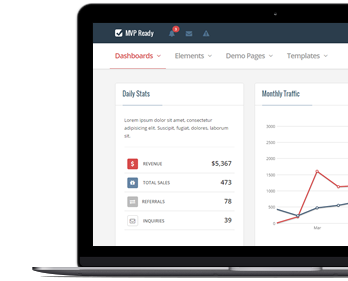 MVP Ready
Dashboards Elements Demo Pages Templates
Daily Stats
Lorem ipsum dolor sit amet, consectetur
adipisicing elit. Suscipit, fugiat, dolores, laborum
sit.
REVENUE $5,367
TOTAL SALES 473
REFERRALS 78
INQUIRIES 39
Monthly Traffic
3000
2500
2000
1500
1000
500
0
Mar